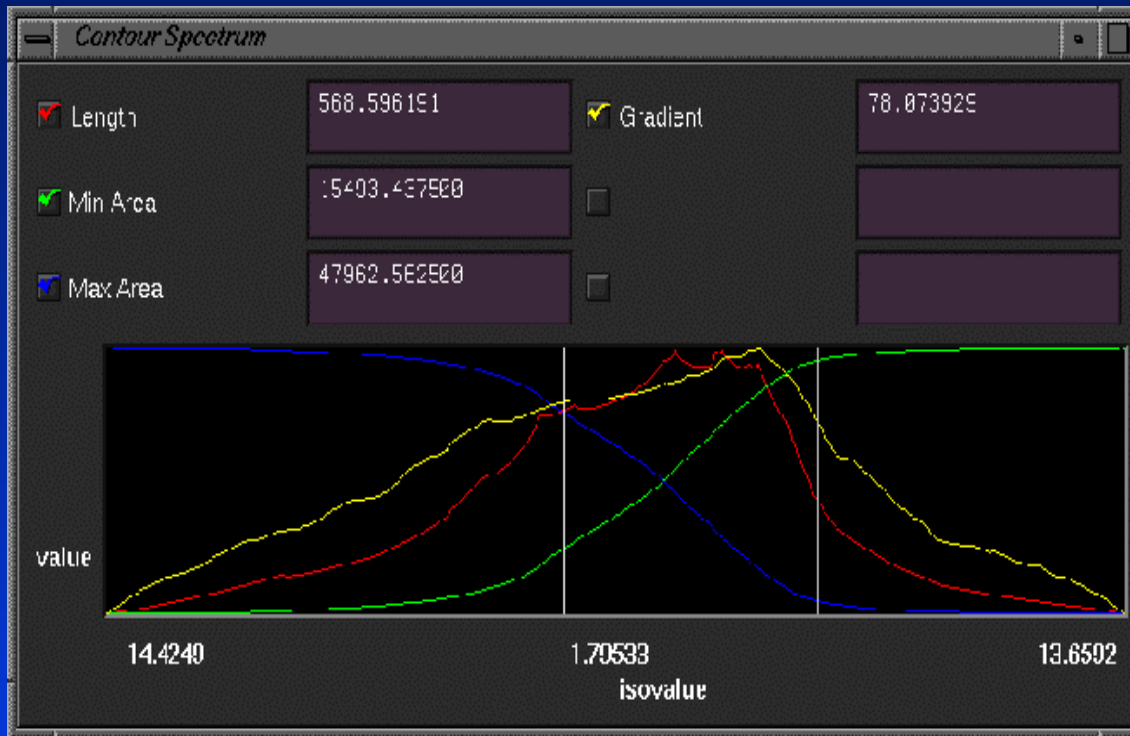 Contour Spectrum
Length 568.596191 Gradient 78.073929
Min Area 15403.437500
Max Area 47962.562500
value
14.4249 1.70533 13.6592
isovalue